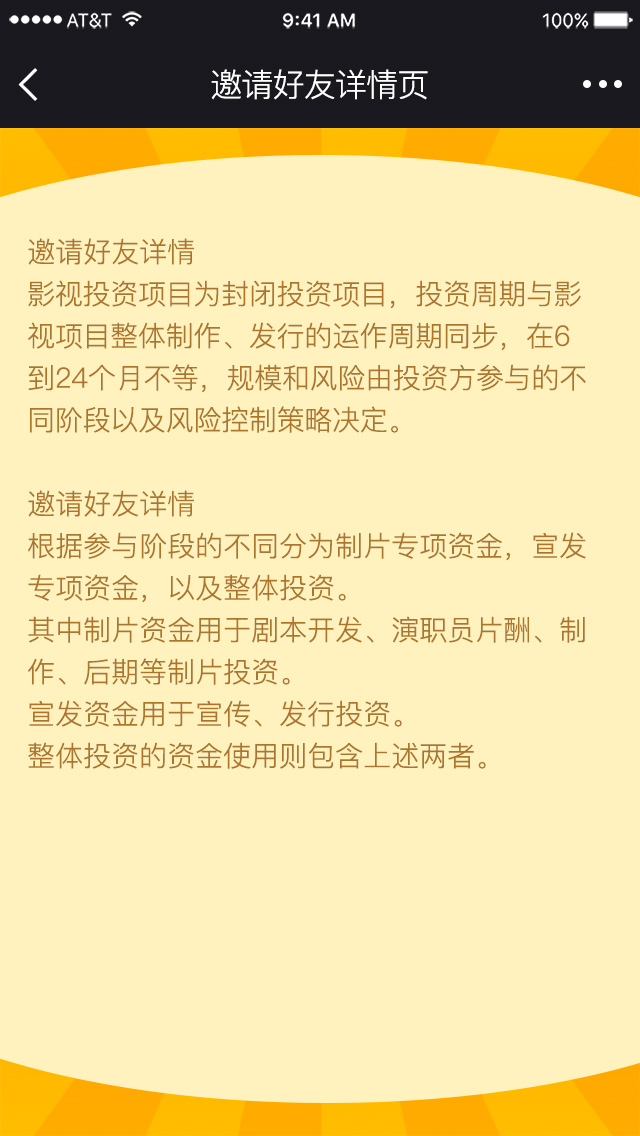 AT&T 9:41 AM 100%
邀请好友详情页
邀请好友详情
影视投资项目为封闭投资项目，投资周期与影
视项目整体制作、发行的运作周期同步，在6
到24个月不等，规模和风险由投资方参与的不
同阶段以及风险控制策略决定。
邀请好友详情
根据参与阶段的不同分为制片专项资金，宣发
专项资金，以及整体投资。
其中制片资金用于剧本开发、演职员片酬、制
作、后期等制片投资。
宣发资金用于宣传、发行投资。
整体投资的资金使用则包含上述两者。